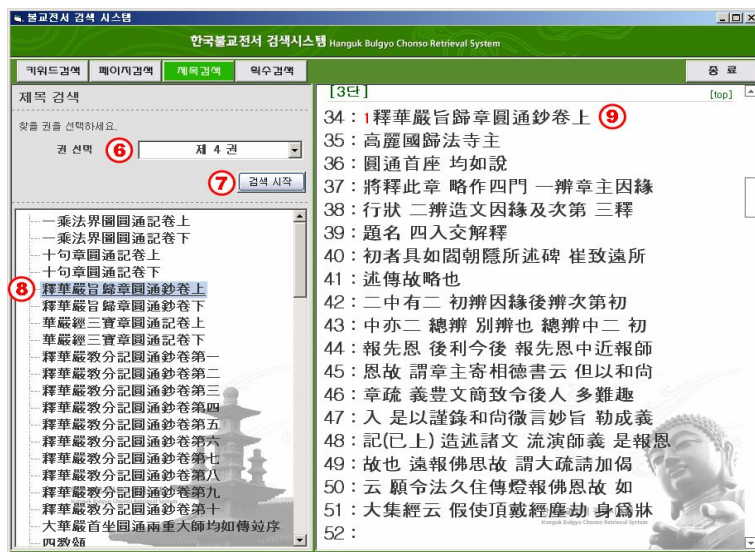 불교전서 검색 시스템
한국불교전서 검색시스템 Hanguk Bulgyo Chonso Retrieval System
키워드검색 페이지검색 제목검색 익수검색 종 료
제목 검색
찾을 권을 선택하세요.
권 선택 ⑥ 제 4 권
⑦ 검색 시작
一乘法界圖圓通記卷上
一乘法界圖圓通記卷下
十句章圓通記卷上
十句章圓通記卷下
⑧ 釋華嚴旨歸章圓通鈔卷上
釋華嚴旨歸章圓通鈔卷下
華嚴經三寶章圓通記卷上
華嚴經三寶章圓通記卷下
釋華嚴敎分記圓通鈔卷第一
釋華嚴敎分記圓通鈔卷第二
釋華嚴敎分記圓通鈔卷第三
釋華嚴敎分記圓通鈔卷第四
釋華嚴敎分記圓通鈔卷第五
釋華嚴敎分記圓通鈔卷第六
釋華嚴敎分記圓通鈔卷第七
釋華嚴敎分記圓通鈔卷第八
釋華嚴敎分記圓通鈔卷第九
釋華嚴敎分記圓通鈔卷第十
大華嚴首坐圓通兩重大師均如傳竝序
四敎頌
[3단] [top]
34 : 1釋華嚴旨歸章圓通鈔卷上 ⑨
35 : 高麗國歸法寺主
36 : 圓通首座 均如說
37 : 將釋此章 略作四門 一辨章主因緣
38 : 行狀 二辨造文因緣及次第 三釋
39 : 題名 四入文解釋
40 : 初者具如閻朝隱所述碑 崔致遠所
41 : 述傳故略也
42 : 二中有二 初辨因緣後辨次第初
43 : 中亦二 總辨 別辨也 總辨中二 初
44 : 報先恩 後利今後 報先恩中近報師
45 : 恩故 謂章主寄相德書云 但以和尙
46 : 章疏 義豊文簡致令後人 多難趣
47 : 入 是以謹錄和尙微言妙旨 勒成義
48 : 記(已上) 造述諸文 流演師義 是報恩
49 : 故也 遠報佛恩故 謂大疏請加偈
50 : 云 願令法久住傳燈報佛恩故 如
51 : 大集經云 假使頂戴經塵劫 身爲牀
52 :
Hanguk Bulgyo Chonso Retrieval System